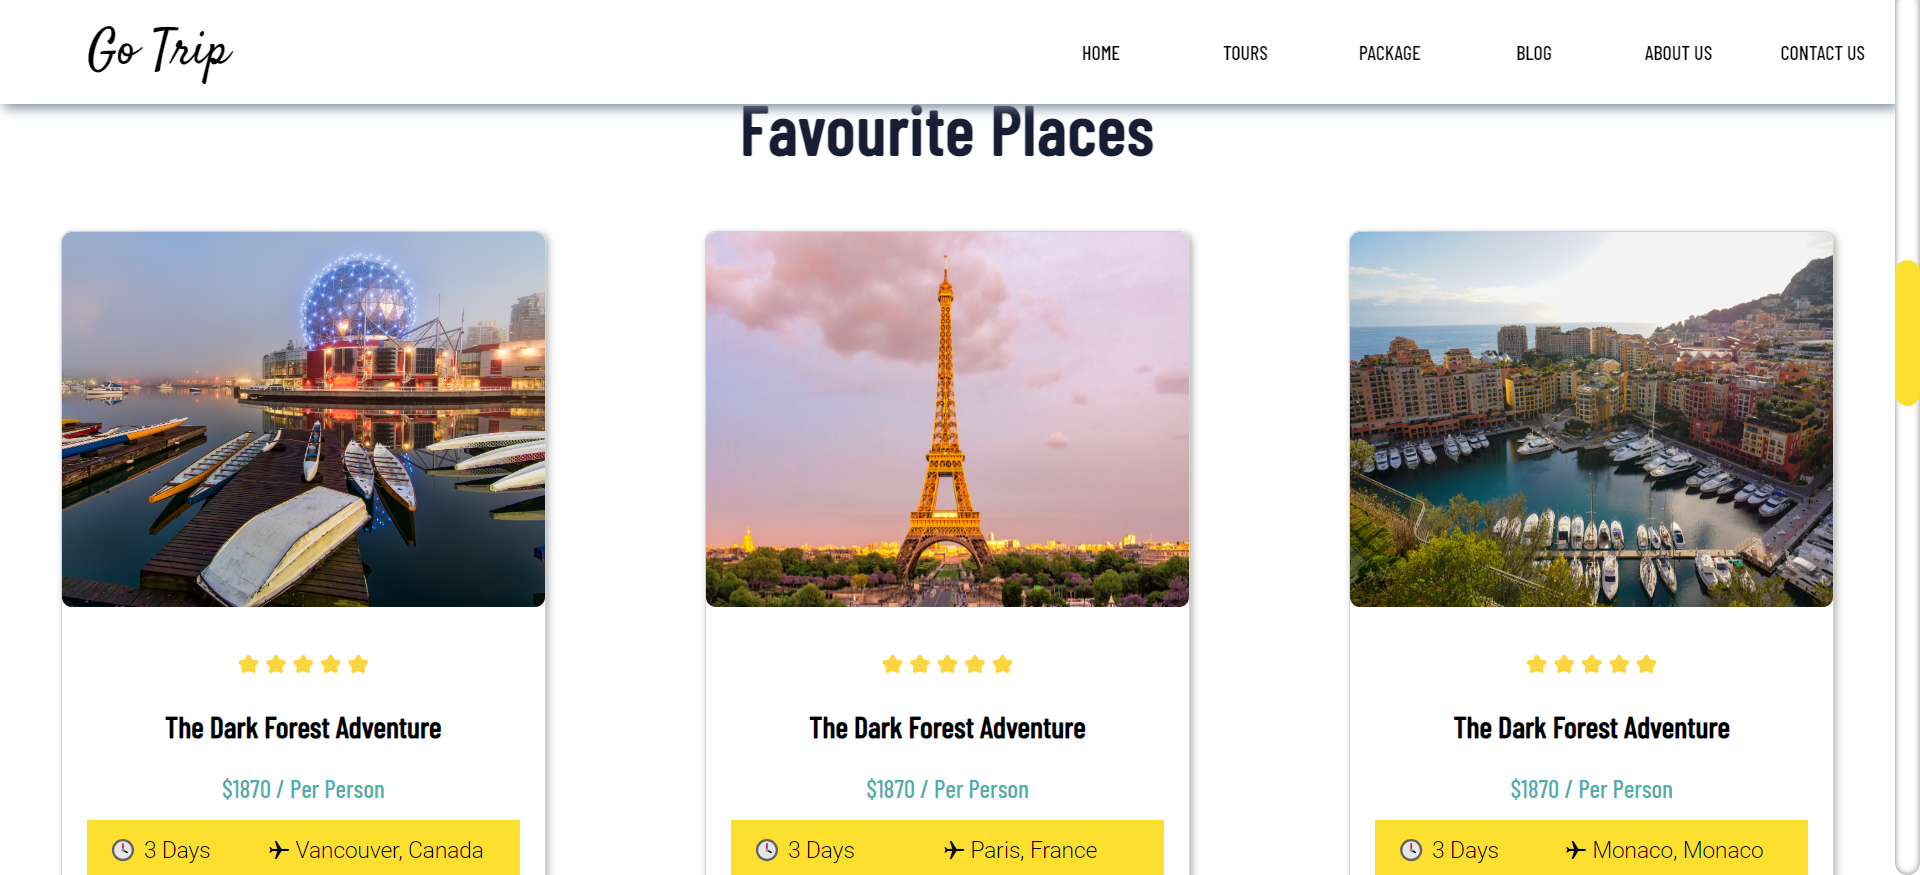 Go Trip
HOME TOURS PACKAGE BLOG ABOUT US CONTACT US
Favourite Places
The Dark Forest Adventure
$1870 / Per Person
3 Days Vancouver, Canada
The Dark Forest Adventure
$1870 / Per Person
3 Days Paris, France
The Dark Forest Adventure
$1870 / Per Person
3 Days Monaco, Monaco